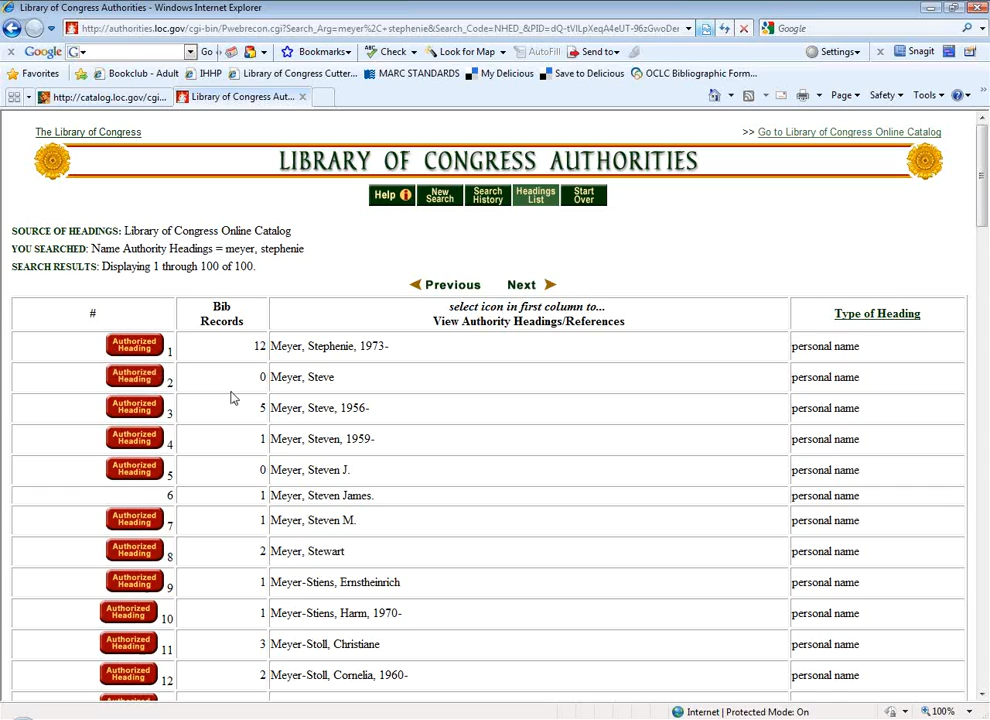 Library of Congress Authorities - Windows Internet Explorer
http://authorities.loc.gov/cgi-bin/Pwebrecon.cgi?Search_Arg=meyer%2C+stephenie&Search_Code=NHED_&PID=dQ-tVILpXeqA4eUT-96zGwoDer
Google
Google G Go Bookmarks Check Look for Map AutoFill Send to Settings Snagit
Favorites Bookclub - Adult IHHP Library of Congress Cutter... MARC STANDARDS My Delicious Save to Delicious OCLC Bibliographic Form...
http://catalog.loc.gov/cgi... Library of Congress Aut... Page Safety Tools
The Library of Congress >> Go to Library of Congress Online Catalog
LIBRARY OF CONGRESS AUTHORITIES
Help New Search Search History Headings List Start Over
SOURCE OF HEADINGS: Library of Congress Online Catalog
YOU SEARCHED: Name Authority Headings = meyer, stephenie
SEARCH RESULTS: Displaying 1 through 100 of 100.
Previous Next
# Bib Records select icon in first column to... View Authority Headings/References Type of Heading
Authorized Heading 1 12 Meyer, Stephenie, 1973- personal name
Authorized Heading 2 0 Meyer, Steve personal name
Authorized Heading 3 5 Meyer, Steve, 1956- personal name
Authorized Heading 4 1 Meyer, Steven, 1959- personal name
Authorized Heading 5 0 Meyer, Steven J. personal name
6 1 Meyer, Steven James. personal name
Authorized Heading 7 1 Meyer, Steven M. personal name
Authorized Heading 8 2 Meyer, Stewart personal name
Authorized Heading 9 1 Meyer-Stiens, Ernstheinrich personal name
Authorized Heading 10 1 Meyer-Stiens, Harm, 1970- personal name
Authorized Heading 11 3 Meyer-Stoll, Christiane personal name
Authorized Heading 12 2 Meyer-Stoll, Cornelia, 1960- personal name
Internet | Protected Mode: On 100%